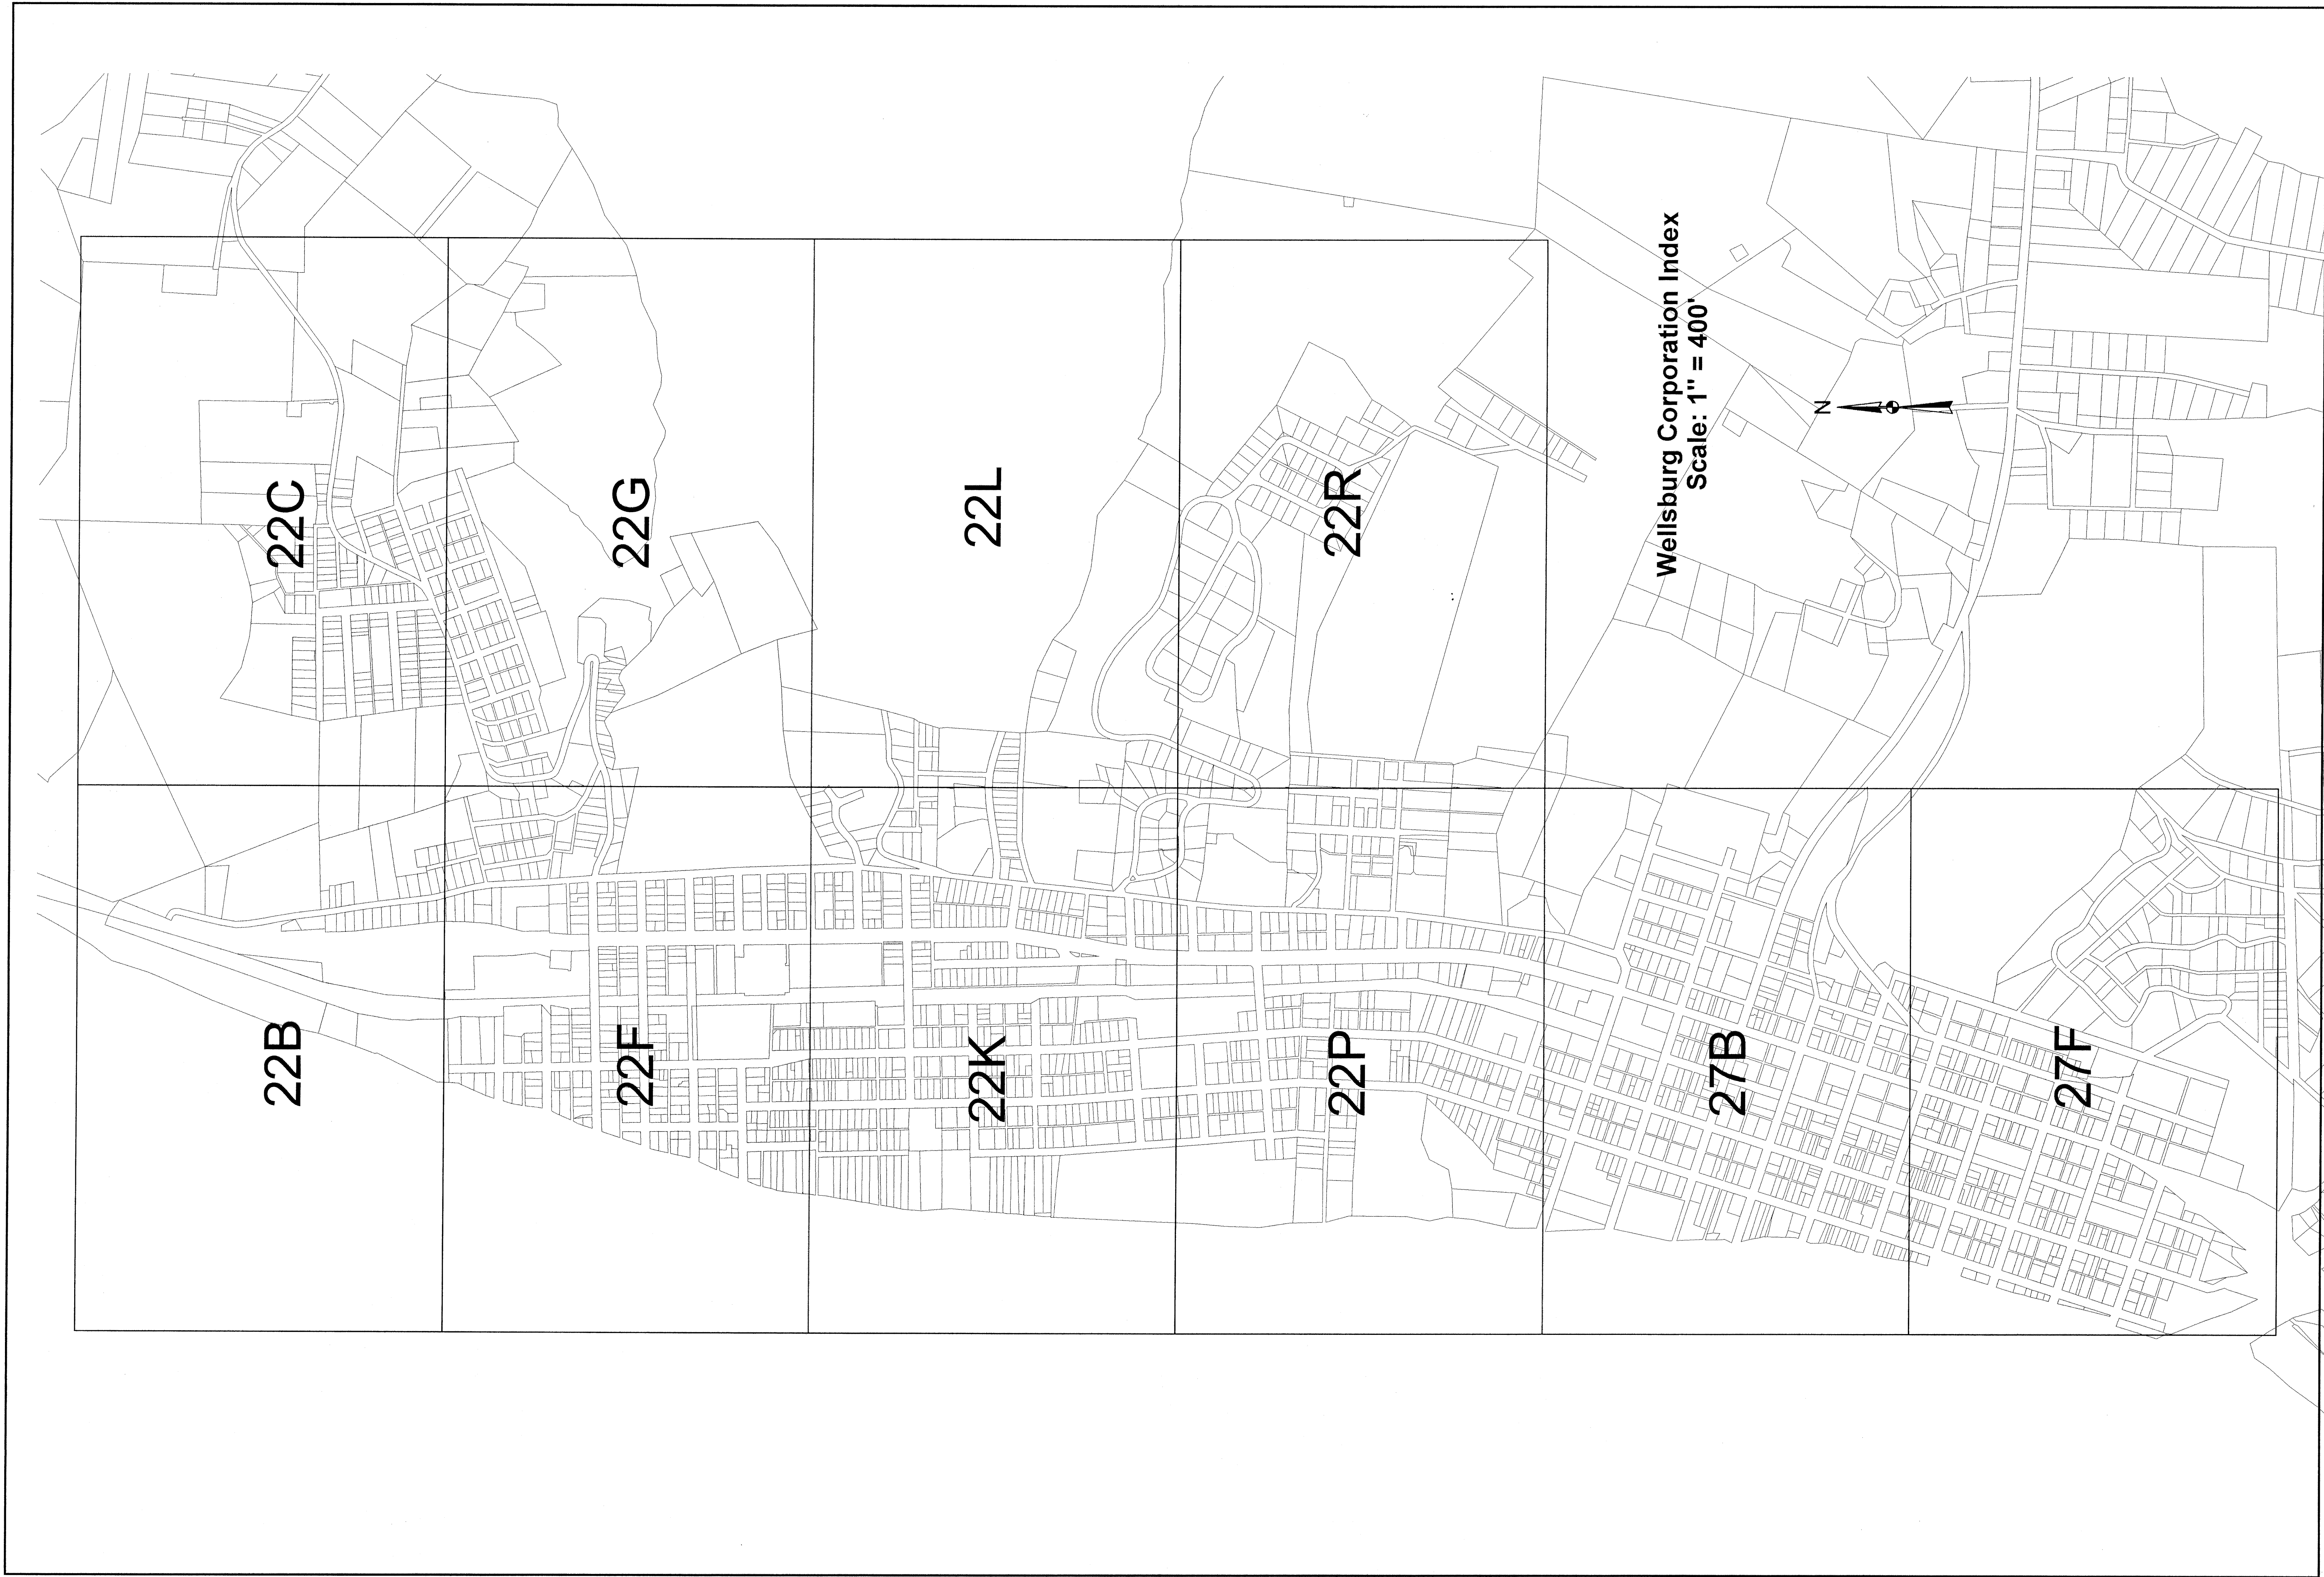 22B
22C
22F
22G
22K
22L
22P
22R
27B
27F
Wellsburg Corporation Index
Scale: 1" = 400'
N